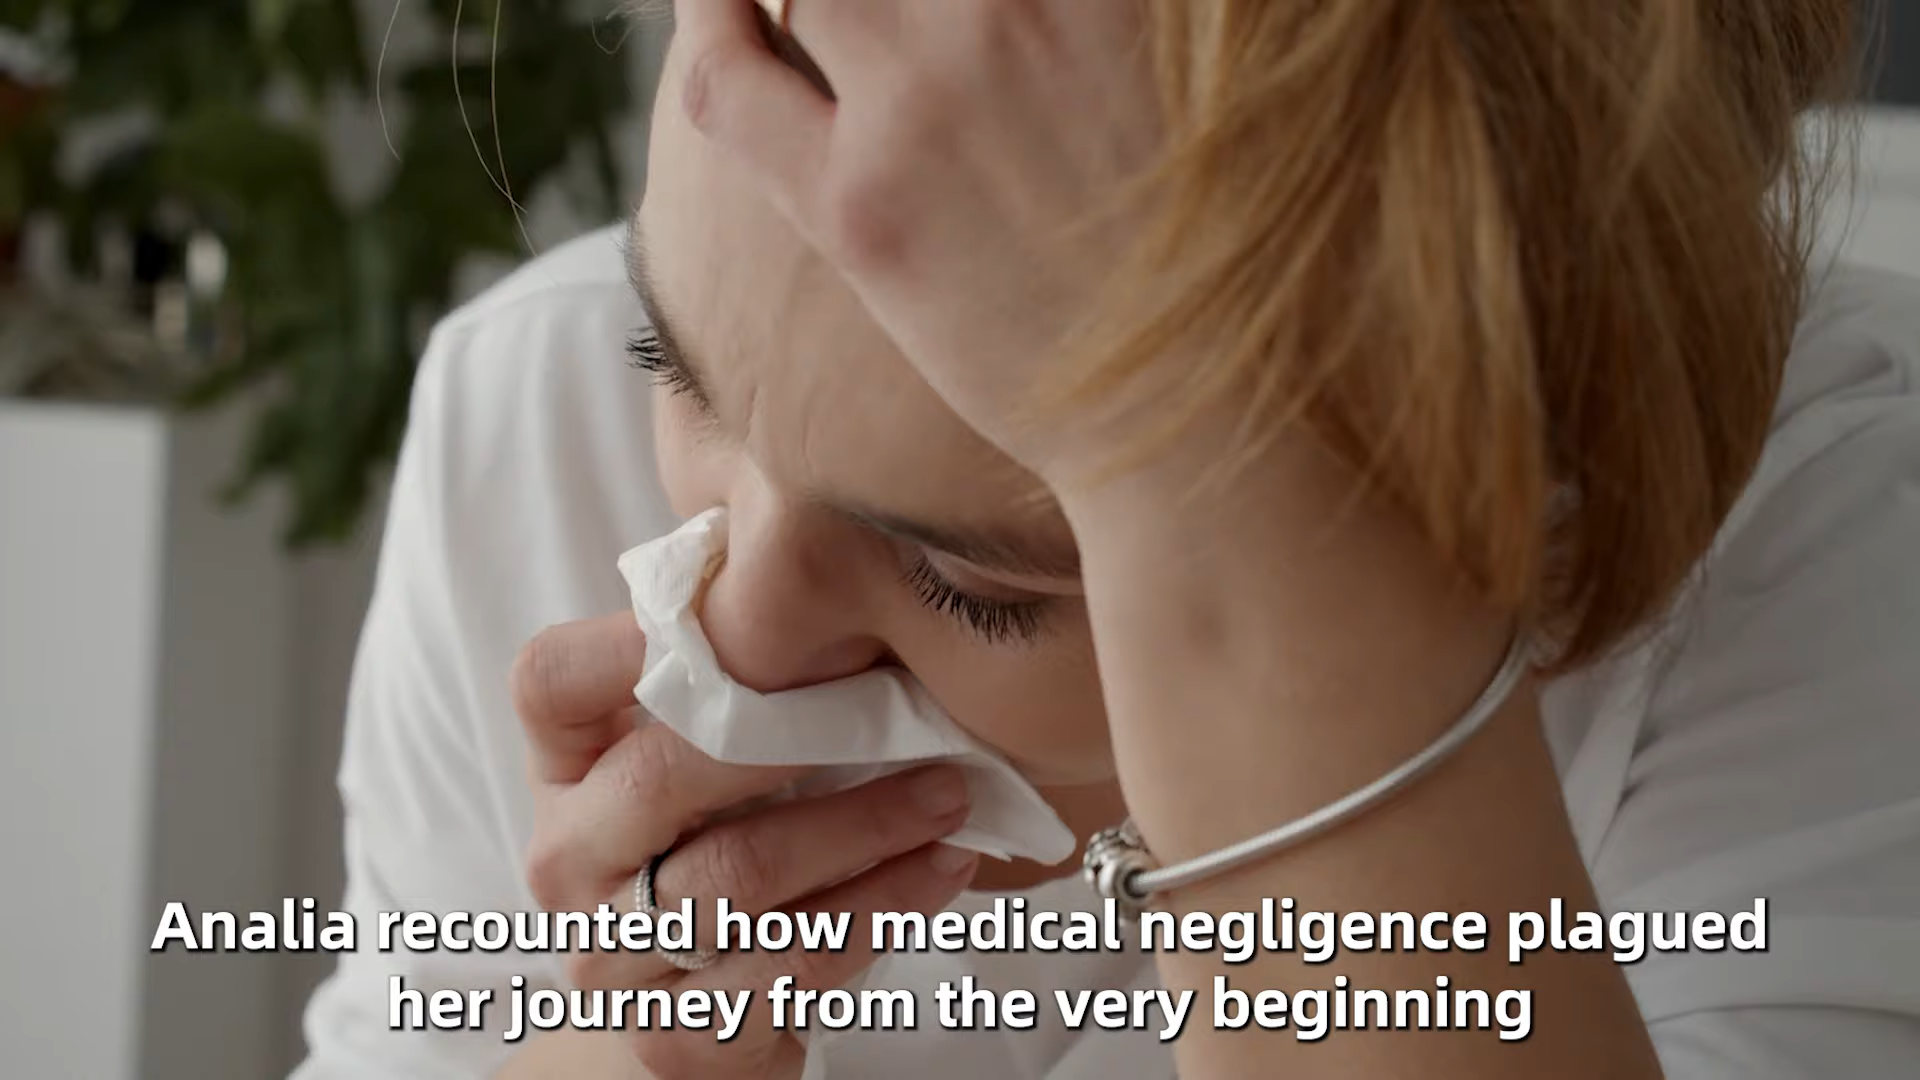 Analia recounted how medical negligence plagued
her journey from the very beginning